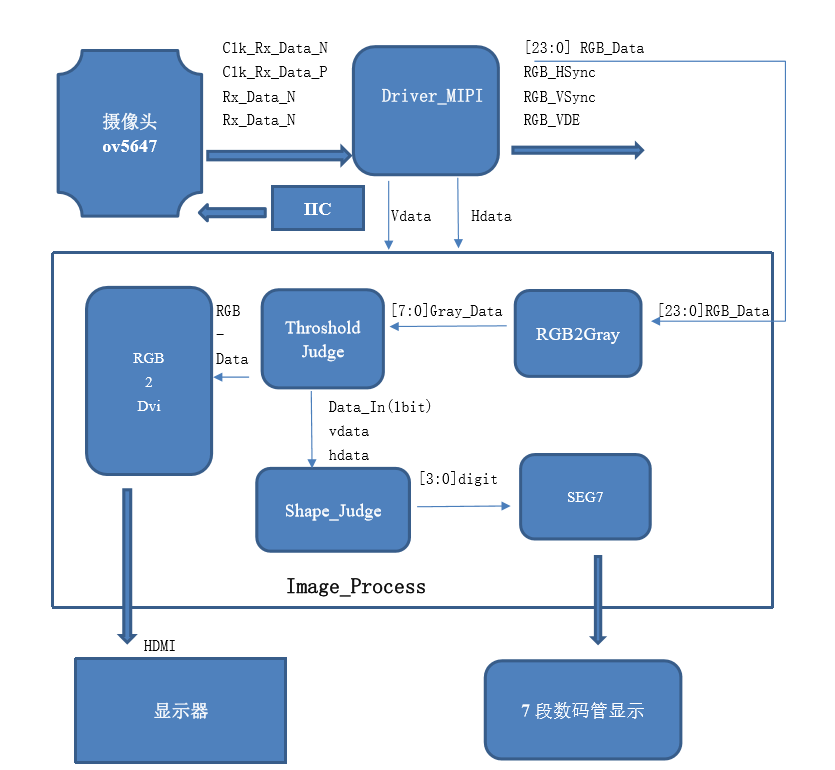 摄像头
ov5647
Clk_Rx_Data_N
Clk_Rx_Data_P
Rx_Data_N
Rx_Data_N
Driver_MIPI
[23:0] RGB_Data
RGB_HSync
RGB_VSync
RGB_VDE
IIC
Vdata
Hdata
RGB
2
Dvi
RGB
_
Data
Throshold
Judge
[7:0]Gray_Data
RGB2Gray
[23:0]RGB_Data
Data_In(1bit)
vdata
hdata
Shape_Judge
[3:0]digit
SEG7
Image_Process
HDMI
显示器
7 段数码管显示